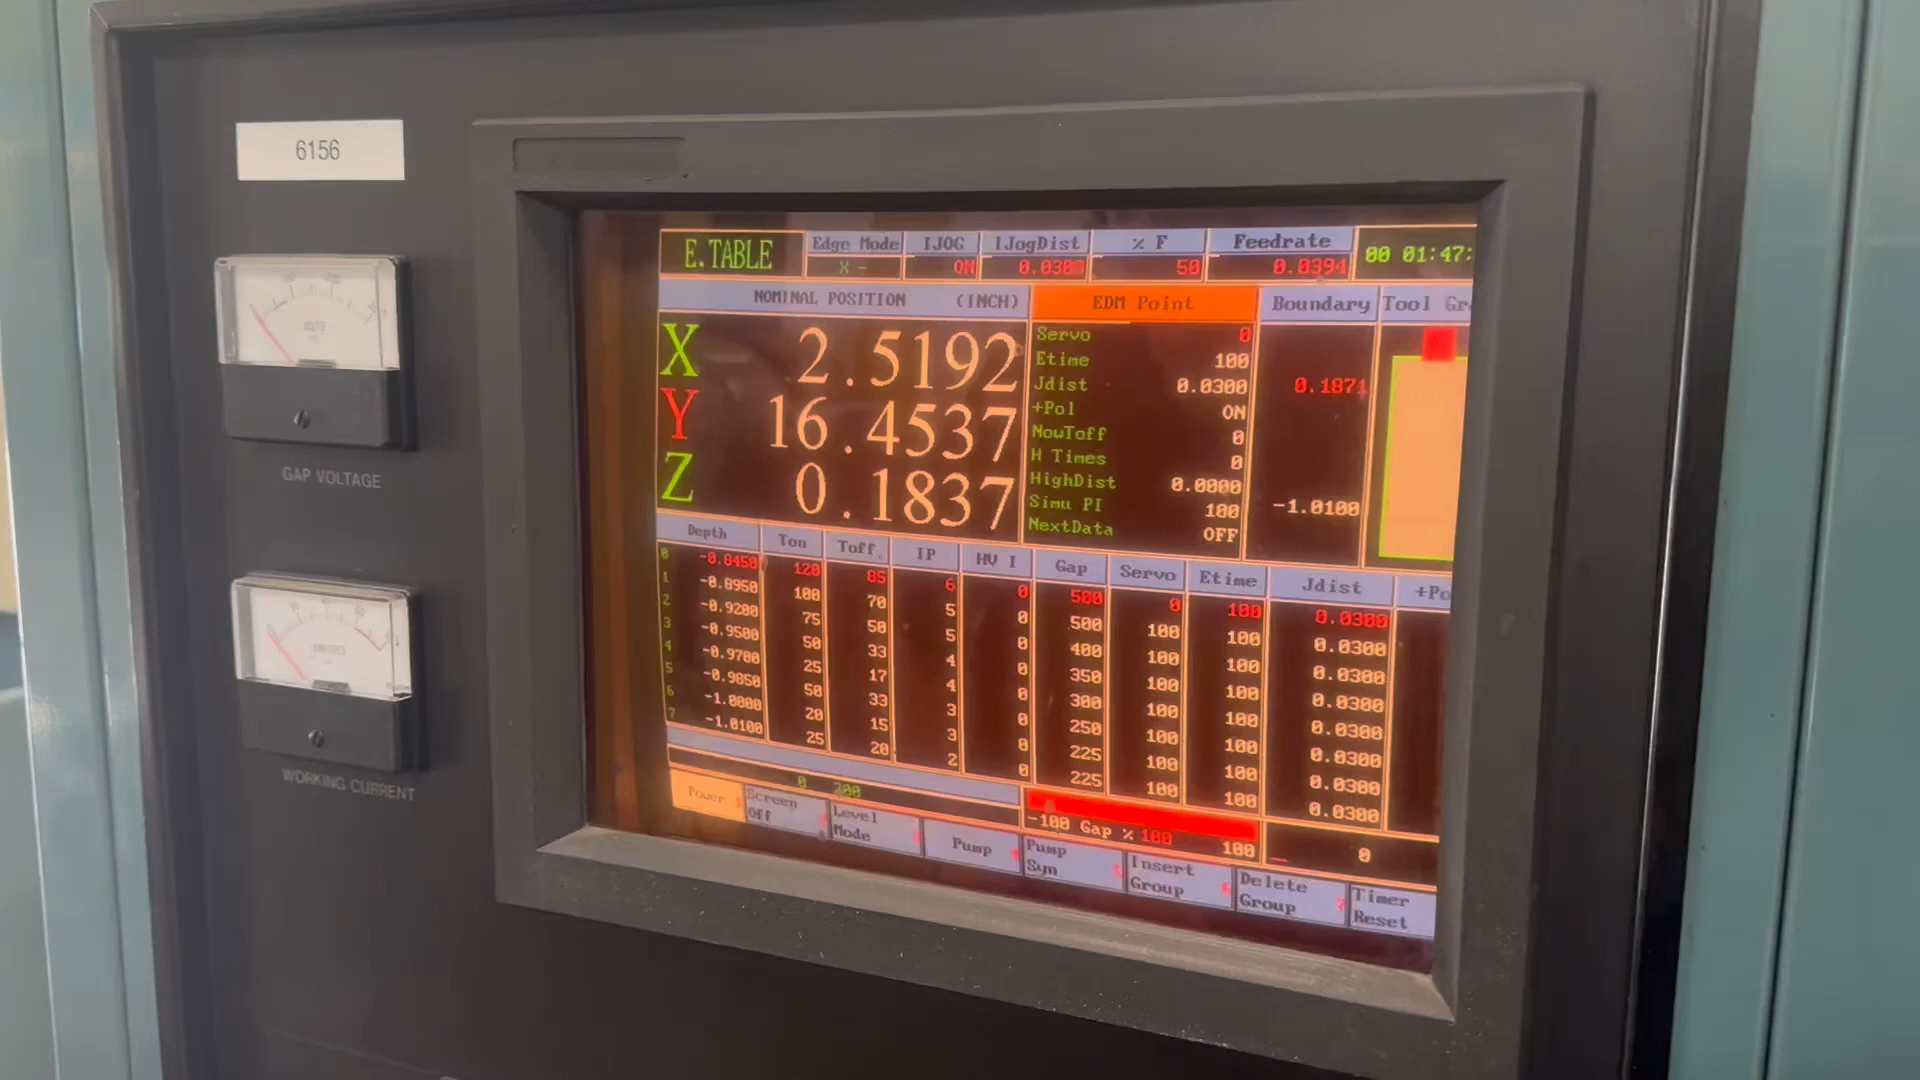 6156
GAP VOLTAGE
WORKING CURRENT
E.TABLE
Edge Mode IJOG IJogDist % F Feedrate
X - ON 50 0.0394
00 01:47:
NOMINAL POSITION (INCH)
X 2.5192
Y 16.4537
Z 0.1837
EDM Point
Servo 0
Etime 100
Jdist 0.0300
+Pol ON
NowToff 0
H Times 0
HighDist 0.0000
Simu PI 100
NextData OFF
Boundary
0.1871
-1.0100
Tool Gr
Depth Ton Toff. IP HV I Gap Servo Etime Jdist +Po
0 -0.8450 120 85 6 0 500 0 100 0.0300
1 -0.8950 100 70 5 0 500 100 100 0.0300
2 -0.9200 75 50 5 0 400 100 100 0.0300
3 -0.9500 50 33 4 0 350 100 100 0.0300
4 -0.9700 25 17 4 0 300 100 100 0.0300
5 -0.9850 50 33 3 0 250 100 100 0.0300
6 -1.0000 20 15 3 0 225 100 100 0.0300
7 -1.0100 25 20 2 0 225 100 100 0.0300
0 200
-100 Gap % 100 100
0
Power
Screen Off
Level Mode
Pump
Pump Syn
Insert Group
Delete Group
Timer Reset